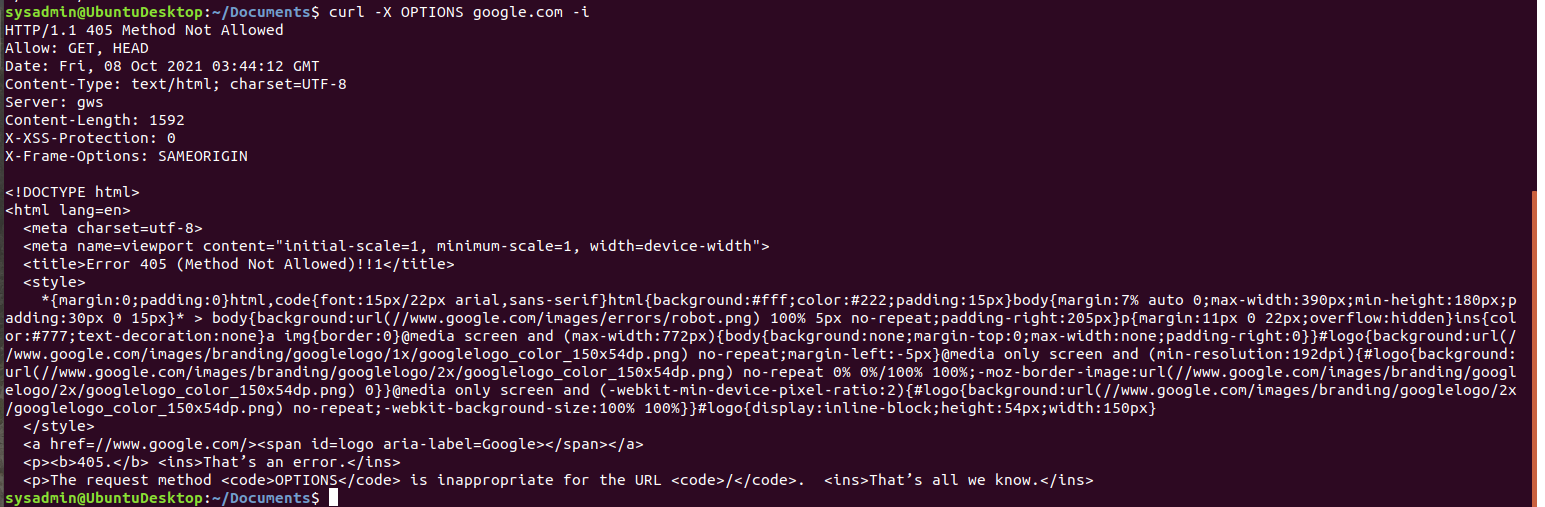 sysadmin@UbuntuDesktop:~/Documents$ curl -X OPTIONS google.com -i
HTTP/1.1 405 Method Not Allowed
Allow: GET, HEAD
Date: Fri, 08 Oct 2021 03:44:12 GMT
Content-Type: text/html; charset=UTF-8
Server: gws
Content-Length: 1592
X-XSS-Protection: 0
X-Frame-Options: SAMEORIGIN

<!DOCTYPE html>
<html lang=en>
  <meta charset=utf-8>
  <meta name=viewport content="initial-scale=1, minimum-scale=1, width=device-width">
  <title>Error 405 (Method Not Allowed)!!1</title>
  <style>
    *{margin:0;padding:0}html,code{font:15px/22px arial,sans-serif}html{background:#fff;color:#222;padding:15px}body{margin:7% auto 0;max-width:390px;min-height:180px;p
adding:30px 0 15px}* > body{background:url(//www.google.com/images/errors/robot.png) 100% 5px no-repeat;padding-right:205px}p{margin:11px 0 22px;overflow:hidden}ins{col
or:#777;text-decoration:none}a img{border:0}@media screen and (max-width:772px){body{background:none;margin-top:0;max-width:none;padding-right:0}}#logo{background:url(/
/www.google.com/images/branding/googlelogo/1x/googlelogo_color_150x54dp.png) no-repeat;margin-left:-5px}@media only screen and (min-resolution:192dpi){#logo{background:
url(//www.google.com/images/branding/googlelogo/2x/googlelogo_color_150x54dp.png) no-repeat 0% 0%/100% 100%;-moz-border-image:url(//www.google.com/images/branding/googl
elogo/2x/googlelogo_color_150x54dp.png) 0}}@media only screen and (-webkit-min-device-pixel-ratio:2){#logo{background:url(//www.google.com/images/branding/googlelogo/2x
/googlelogo_color_150x54dp.png) no-repeat;-webkit-background-size:100% 100%}}#logo{display:inline-block;height:54px;width:150px}
  </style>
  <a href=//www.google.com/><span id=logo aria-label=Google></span></a>
  <p><b>405.</b> <ins>That’s an error.</ins>
  <p>The request method <code>OPTIONS</code> is inappropriate for the URL <code>/</code>.  <ins>That’s all we know.</ins>
sysadmin@UbuntuDesktop:~/Documents$